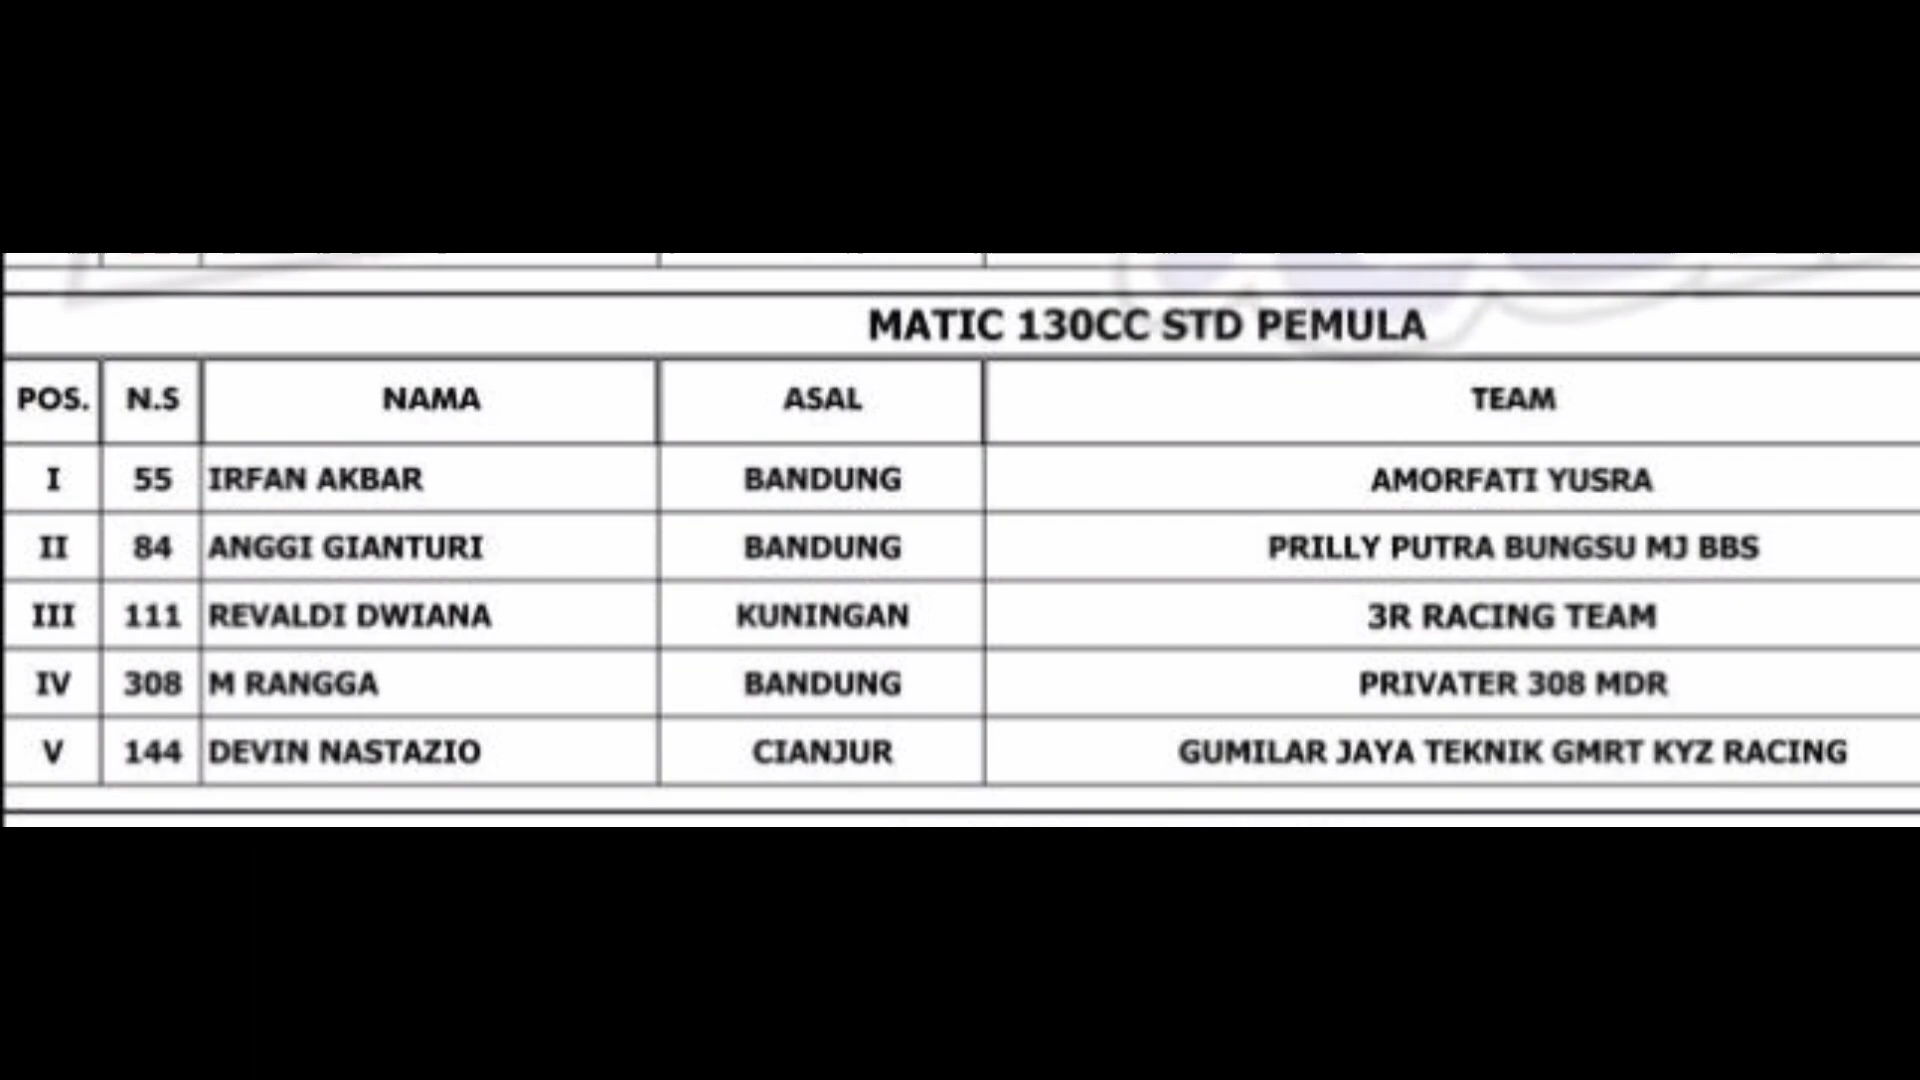 MATIC 130CC STD PEMULA
POS. N.S NAMA ASAL TEAM
I 55 IRFAN AKBAR BANDUNG AMORFATI YUSRA
II 84 ANGGI GIANTURI BANDUNG PRILLY PUTRA BUNGSU MJ BBS
III 111 REVALDI DWIANA KUNINGAN 3R RACING TEAM
IV 308 M RANGGA BANDUNG PRIVATER 308 MDR
V 144 DEVIN NASTAZIO CIANJUR GUMILAR JAYA TEKNIK GMRT KYZ RACING